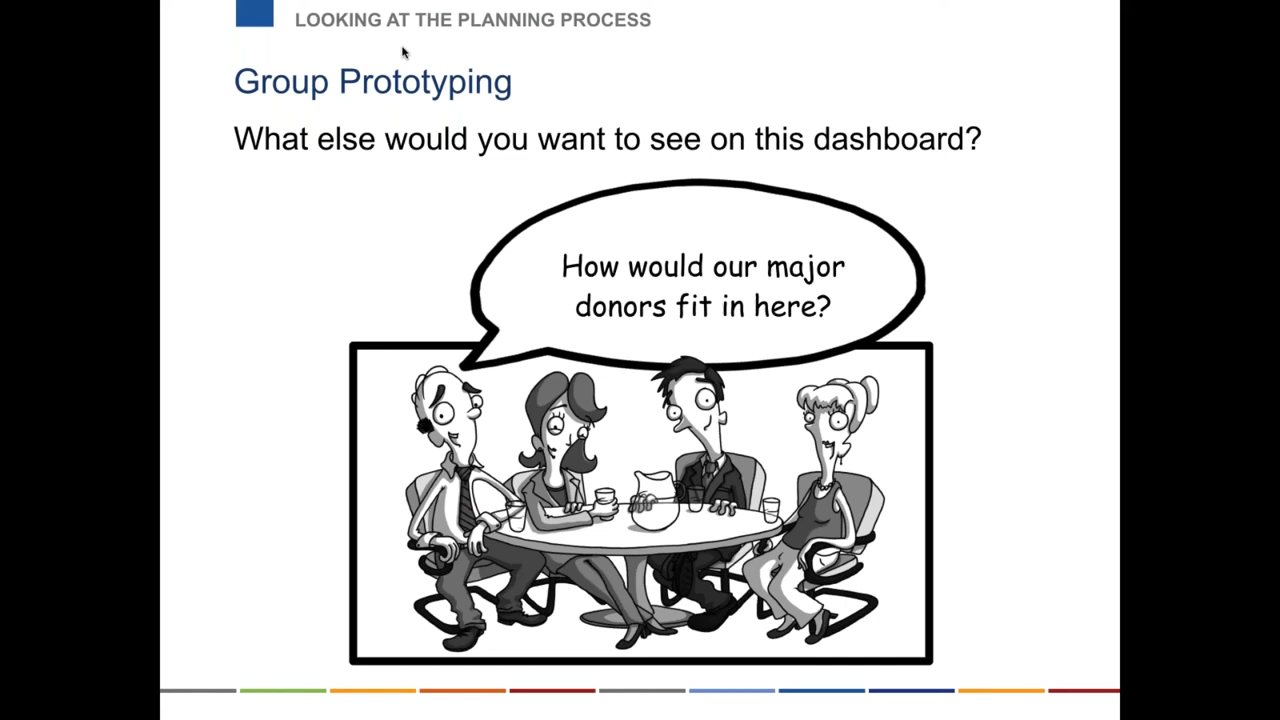 LOOKING AT THE PLANNING PROCESS
Group Prototyping
What else would you want to see on this dashboard?
How would our major
donors fit in here?